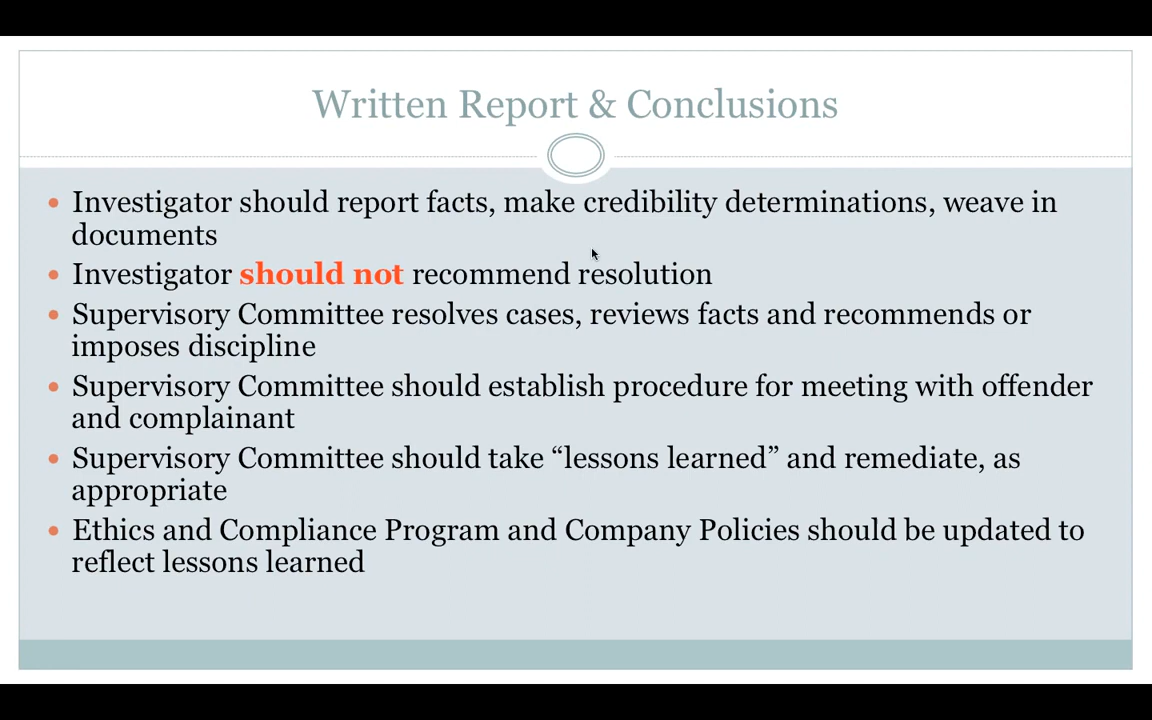 Written Report & Conclusions
• Investigator should report facts, make credibility determinations, weave in
documents
• Investigator should not recommend resolution
• Supervisory Committee resolves cases, reviews facts and recommends or
imposes discipline
• Supervisory Committee should establish procedure for meeting with offender
and complainant
• Supervisory Committee should take “lessons learned” and remediate, as
appropriate
• Ethics and Compliance Program and Company Policies should be updated to
reflect lessons learned